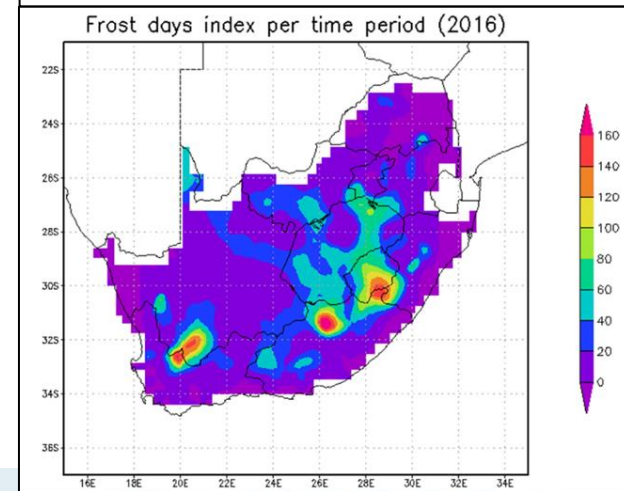 Frost days index per time period (2016)
22S
24S
26S
28S
30S
32S
34S
36S
16E 18E 20E 22E 24E 26E 28E 30E 32E 34E
160
140
120
100
80
60
40
20
0